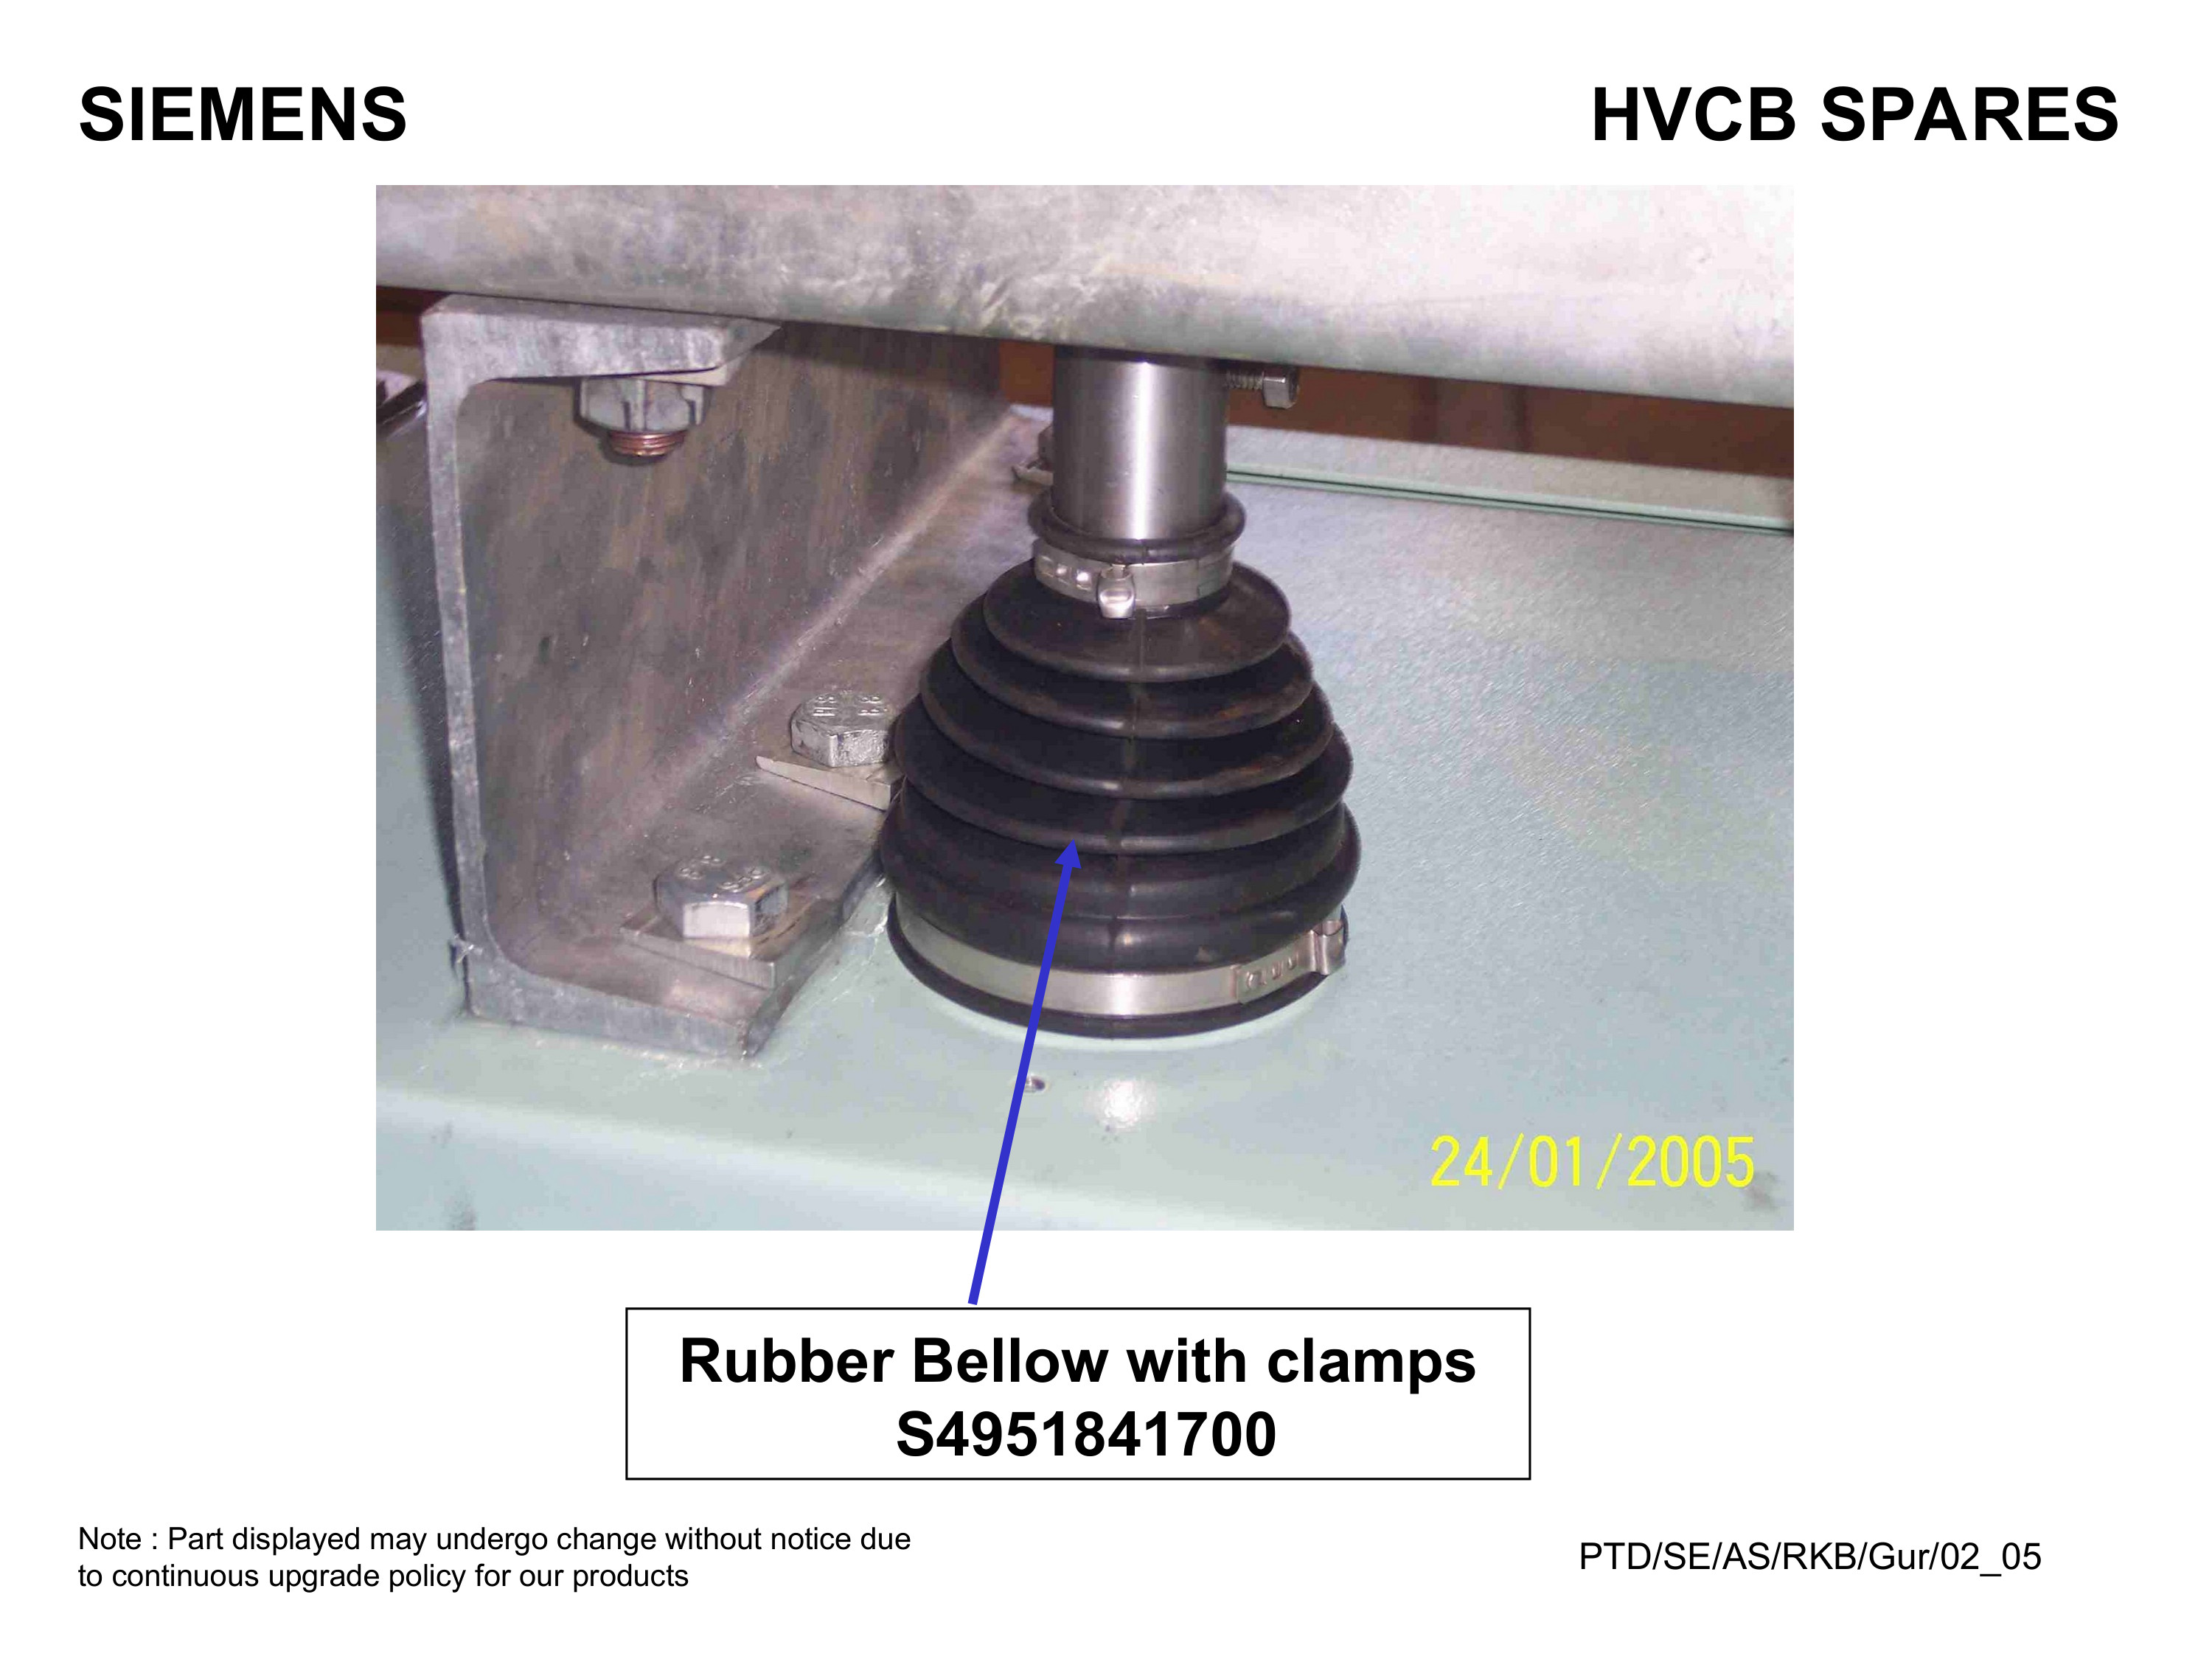 SIEMENS
HVCB SPARES
24/01/2005
Rubber Bellow with clamps
S4951841700
Note : Part displayed may undergo change without notice due
to continuous upgrade policy for our products
PTD/SE/AS/RKB/Gur/02_05